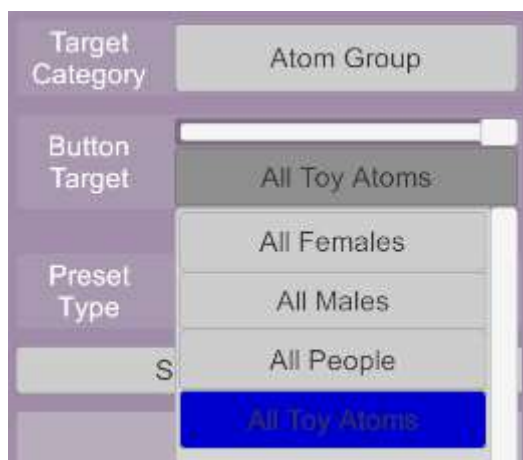 Target
Category
Atom Group
Button
Target
All Toy Atoms
All Females
Preset
Type
All Males
All People
S
All Toy Atoms